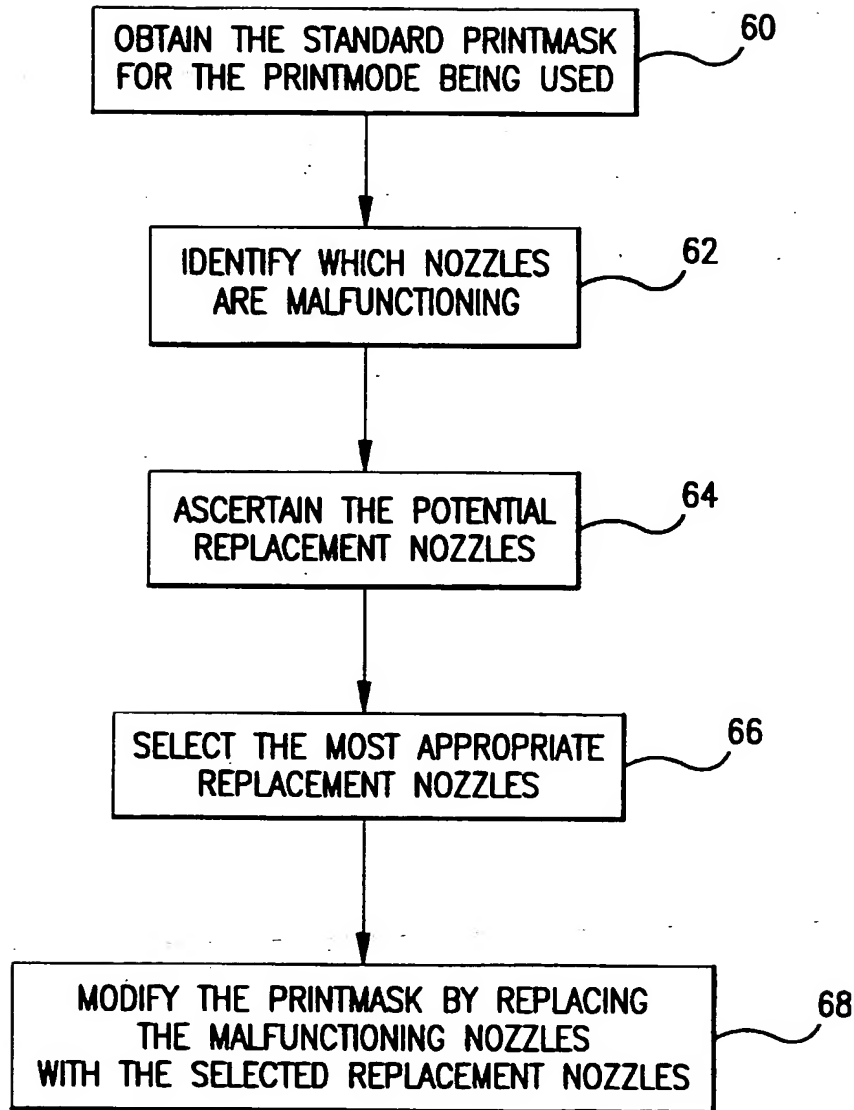 OBTAIN THE STANDARD PRINTMASK
FOR THE PRINTMODE BEING USED
60
IDENTIFY WHICH NOZZLES
ARE MALFUNCTIONING
62
ASCERTAIN THE POTENTIAL
REPLACEMENT NOZZLES
64
SELECT THE MOST APPROPRIATE
REPLACEMENT NOZZLES
66
MODIFY THE PRINTMASK BY REPLACING
THE MALFUNCTIONING NOZZLES
WITH THE SELECTED REPLACEMENT NOZZLES
68